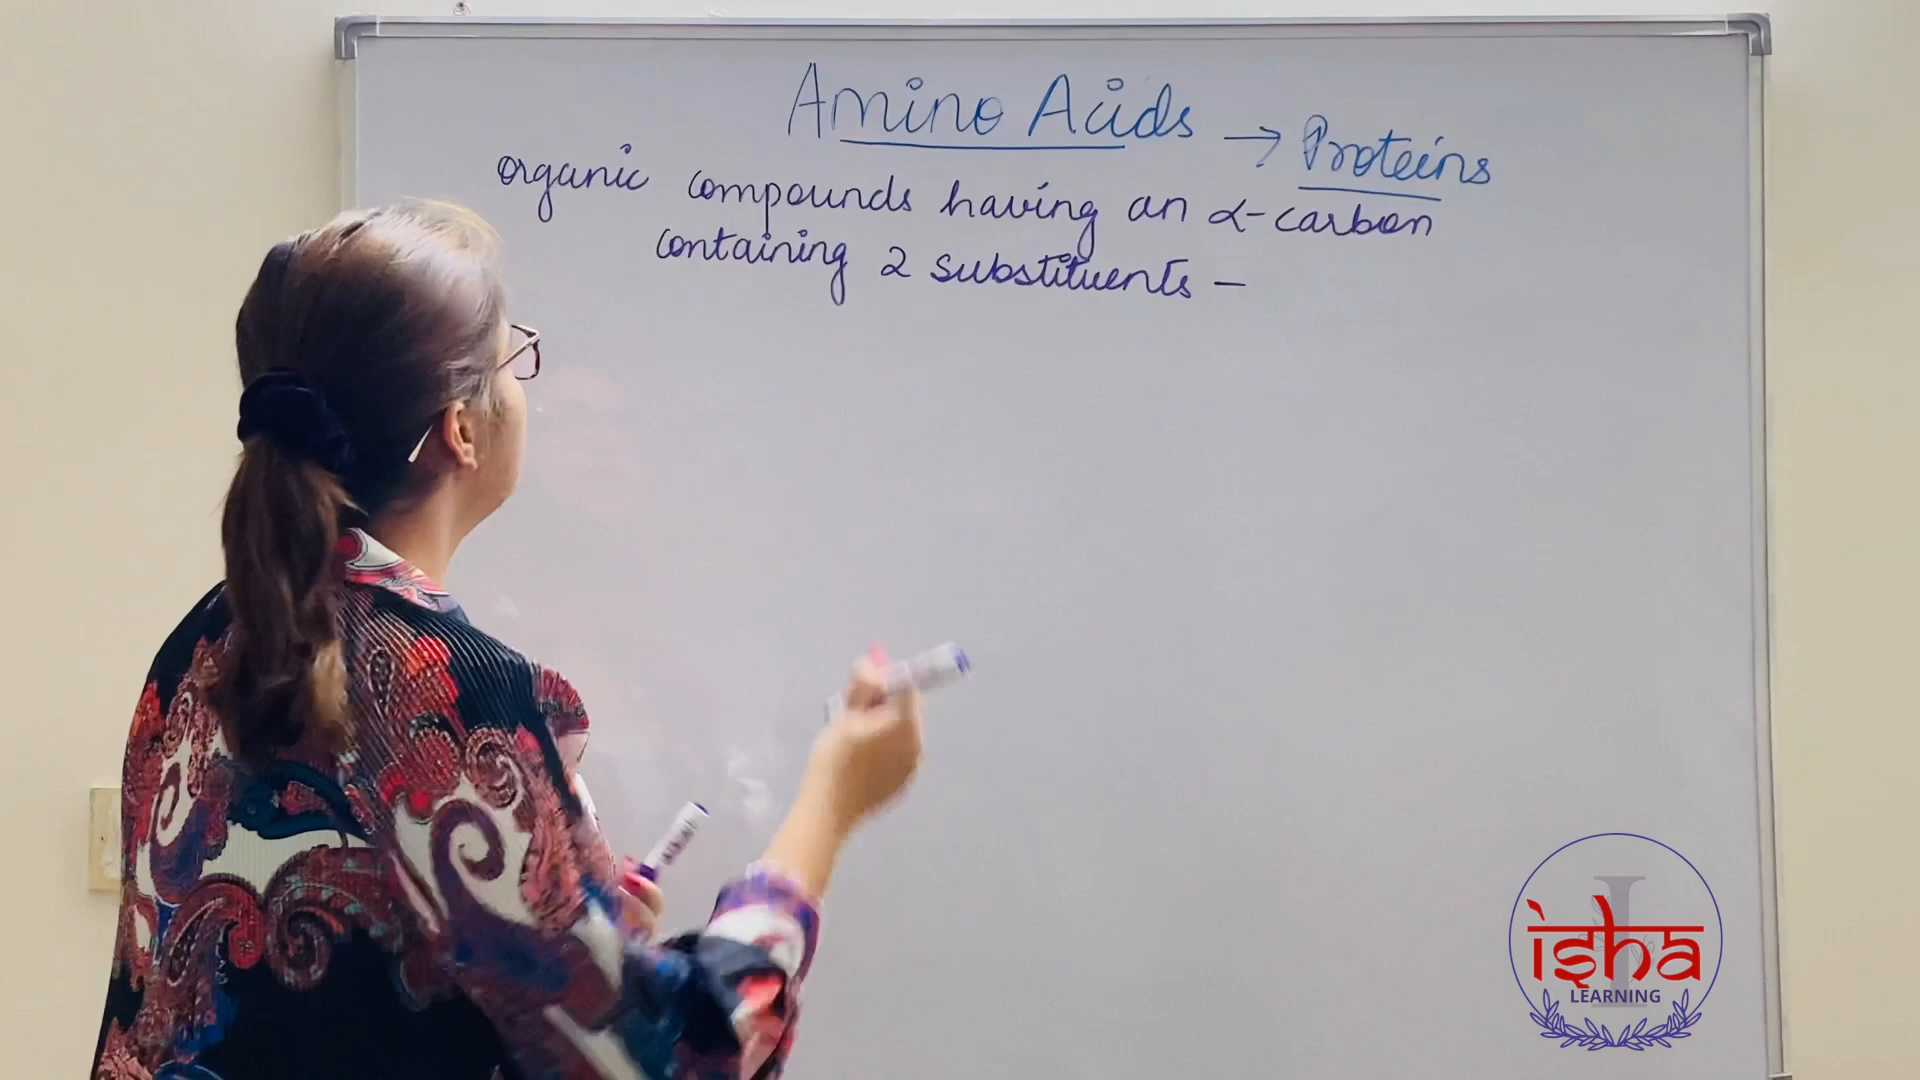 Amino Acids → Proteins
organic compounds having an α-carbon
containing 2 substituents –
isha
LEARNING